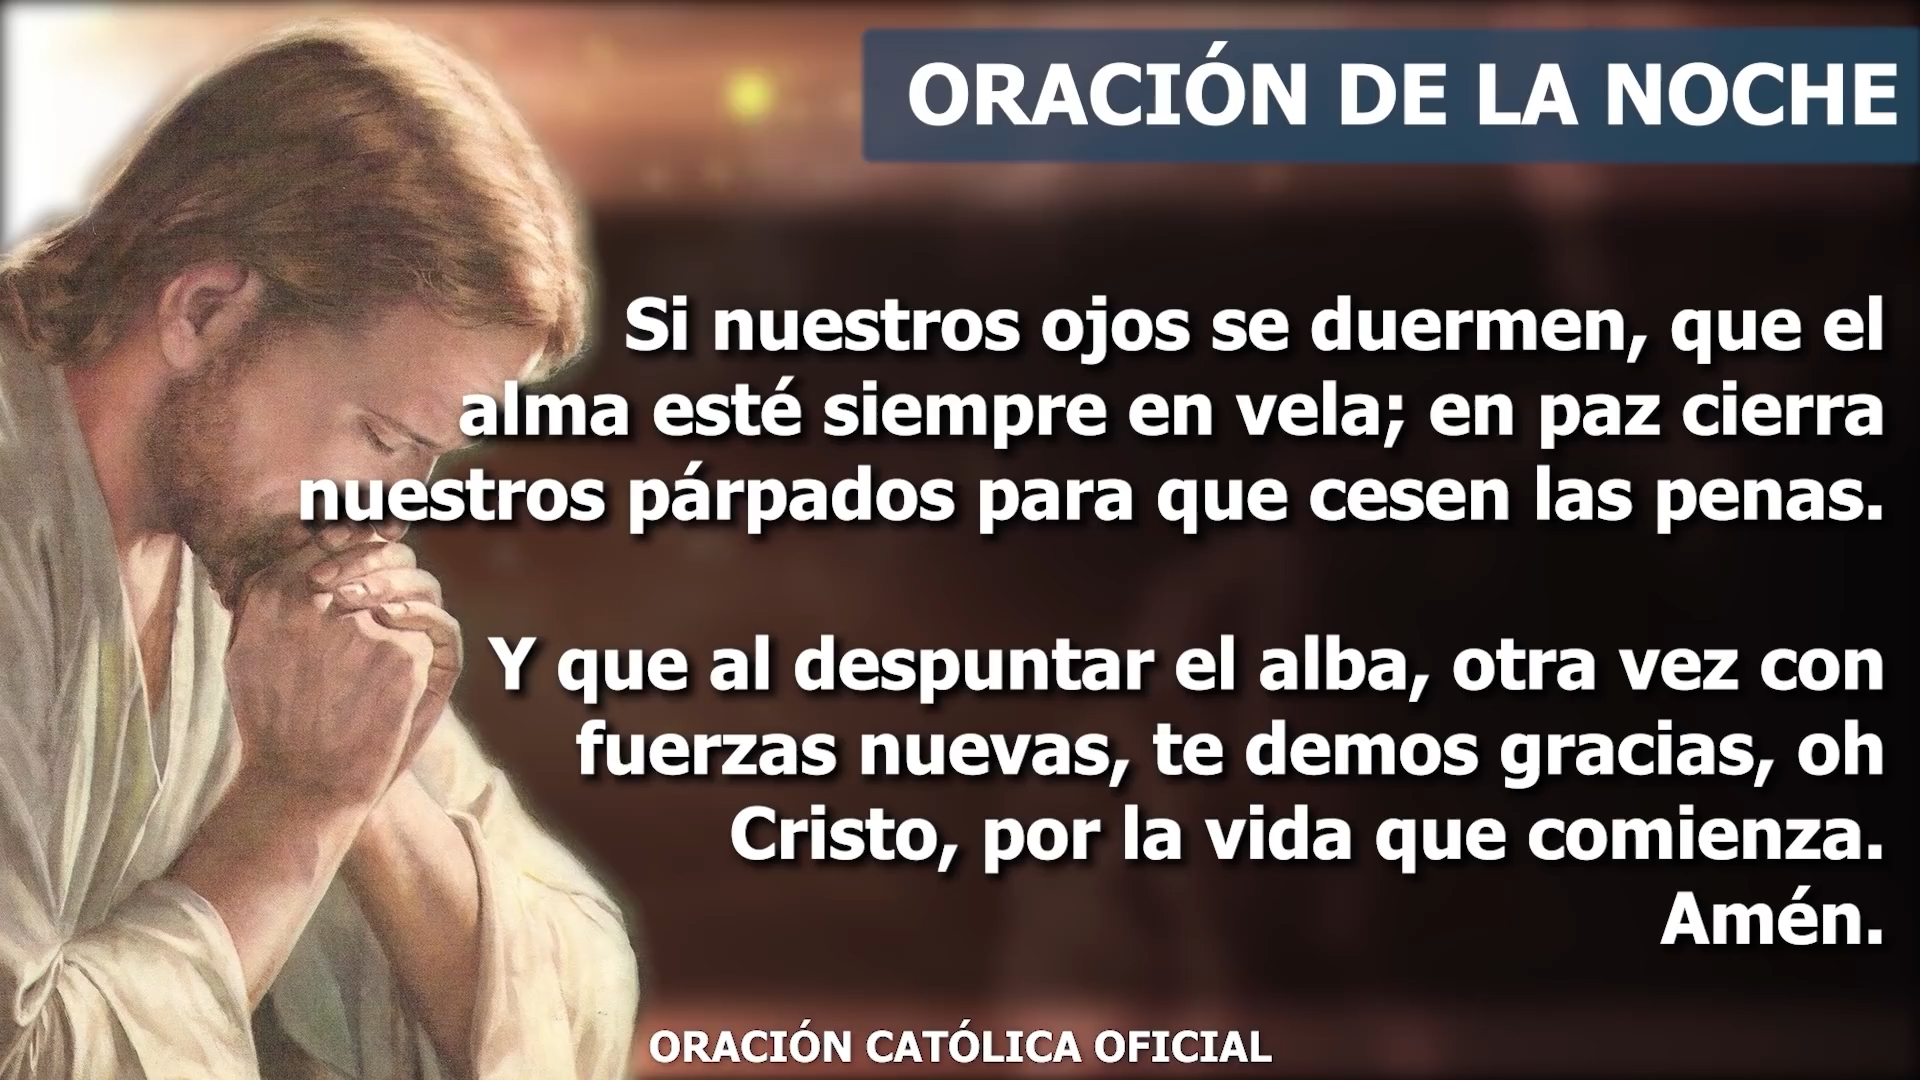 ORACIÓN DE LA NOCHE
Si nuestros ojos se duermen, que el
alma esté siempre en vela; en paz cierra
nuestros párpados para que cesen las penas.
Y que al despuntar el alba, otra vez con
fuerzas nuevas, te demos gracias, oh
Cristo, por la vida que comienza.
Amén.
ORACIÓN CATÓLICA OFICIAL